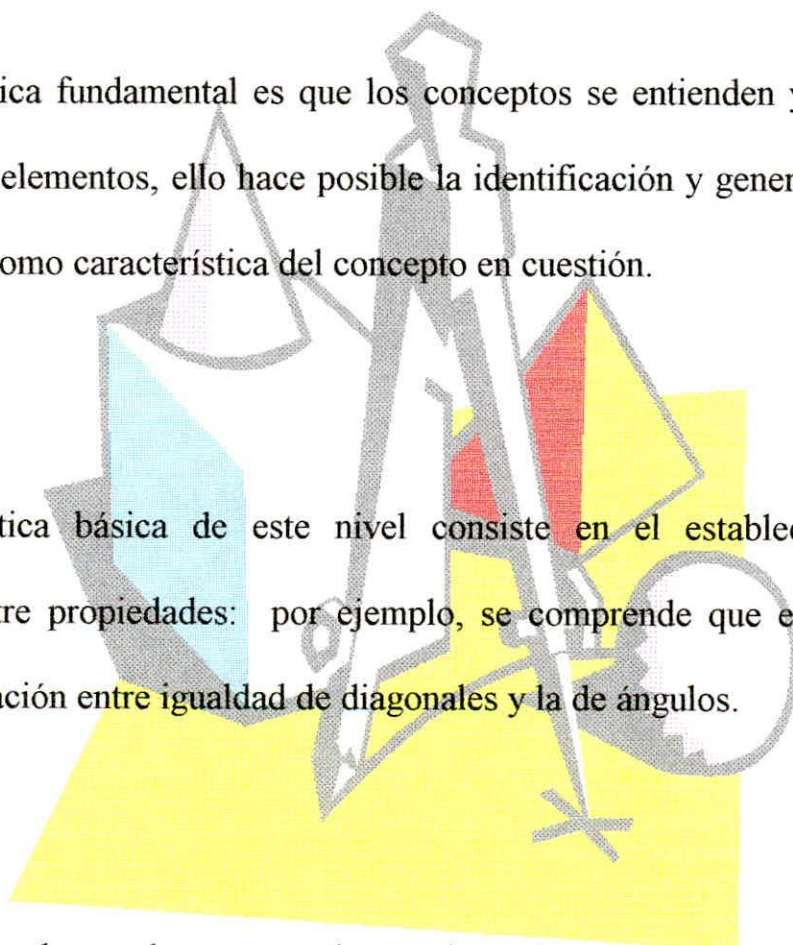 ica fundamental es que los conceptos se entienden y
elementos, ello hace posible la identificación y gener
omo característica del concepto en cuestión.
tica básica de este nivel consiste en el establec
tre propiedades: por ejemplo, se comprende que e
ación entre igualdad de diagonales y la de ángulos.